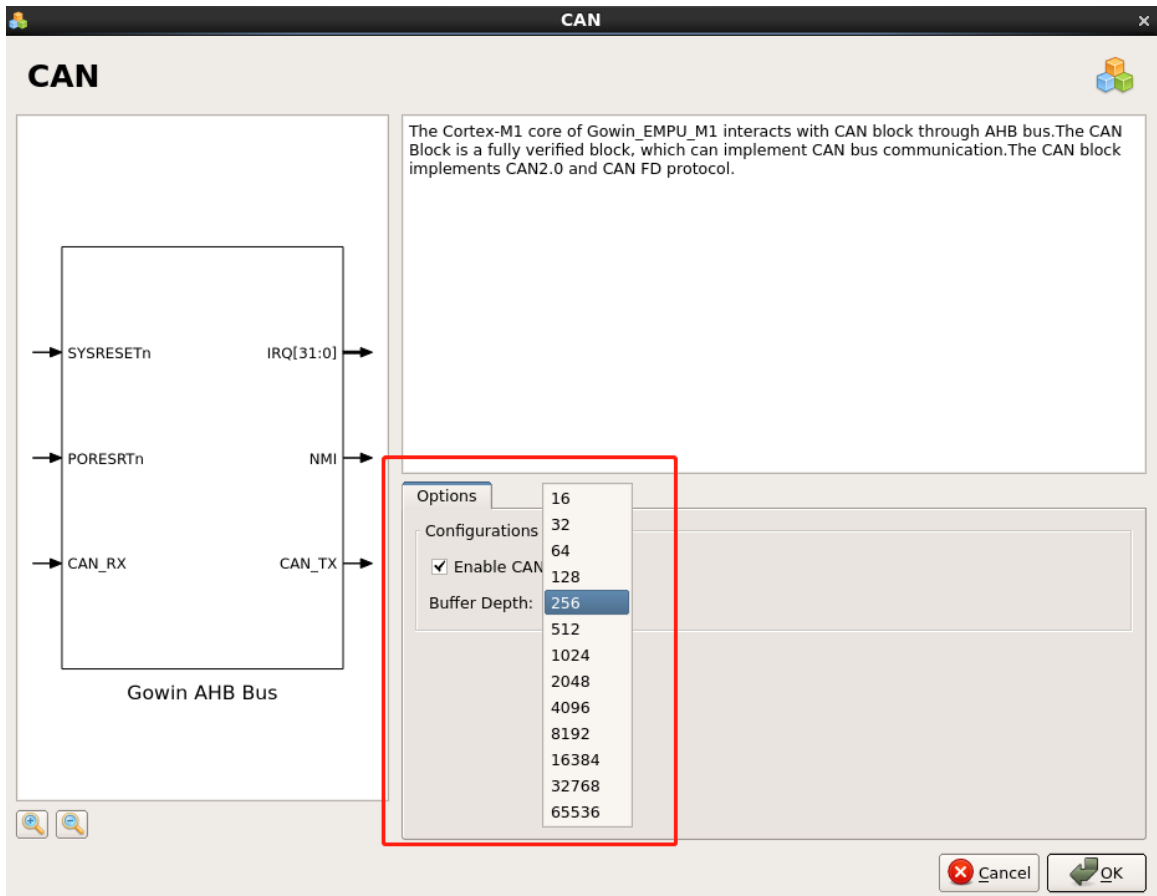 CAN
CAN
The Cortex-M1 core of Gowin_EMPU_M1 interacts with CAN block through AHB bus.The CAN
Block is a fully verified block, which can implement CAN bus communication.The CAN block
implements CAN2.0 and CAN FD protocol.
SYSRESETn IRQ[31:0]
PORESRTn NMI
CAN_RX CAN_TX
Gowin AHB Bus
Options
Configurations
Enable CAN
Buffer Depth:
16
32
64
128
256
512
1024
2048
4096
8192
16384
32768
65536
Cancel
OK